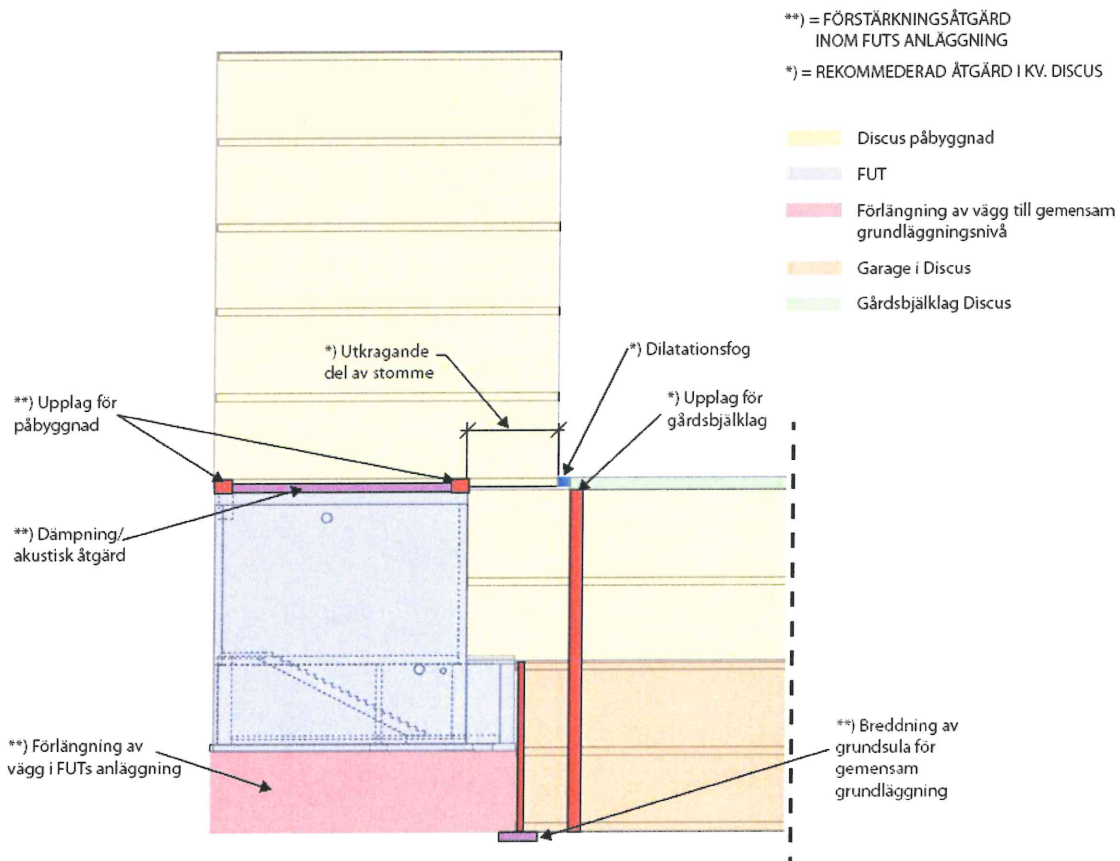 **) = FÖRSTÄRKNINGSÅTGÄRD
INOM FUTS ANLÄGGNING
*) = REKOMMEDERAD ÅTGÄRD I KV. DISCUS
Discus påbyggnad
FUT
Förlängning av vägg till gemensam
grundläggningsnivå
Garage i Discus
Gårdsbjälklag Discus
*) Utkragande
del av stomme
*) Dilatationsfog
*) Upplag för
gårdsbjälklag
**) Upplag för
påbyggnad
**) Dämpning/
akustisk åtgärd
**) Förlängning av
vägg i FUTs anläggning
**) Breddning av
grundsula för
gemensam
grundläggning